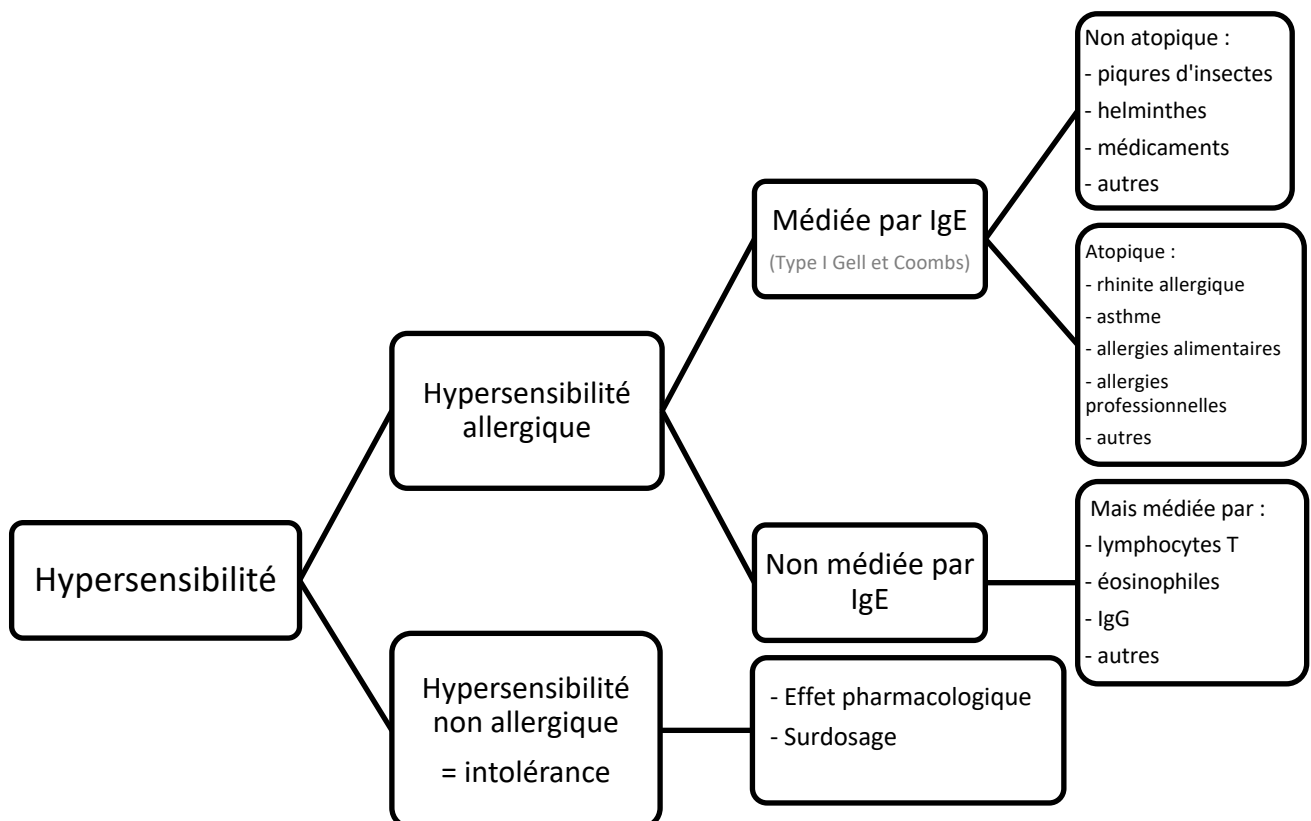 Non atopique :
- piqures d'insectes
- helminthes
- médicaments
- autres
Médiée par IgE
(Type I Gell et Coombs)
Atopique :
- rhinite allergique
- asthme
- allergies alimentaires
- allergies
professionnelles
- autres
Hypersensibilité
allergique
Hypersensibilité
Non médiée par
IgE
Mais médiée par :
- lymphocytes T
- éosinophiles
- IgG
- autres
Hypersensibilité
non allergique
= intolérance
- Effet pharmacologique
- Surdosage